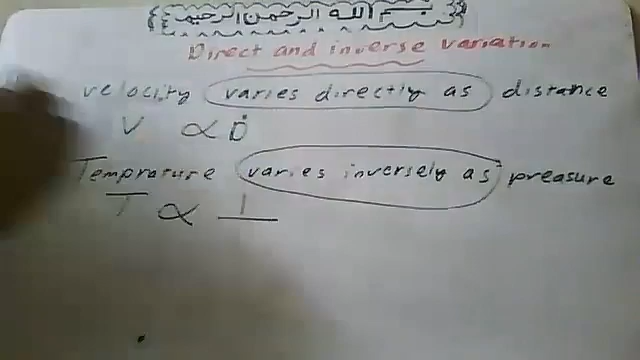 بسم الله الرحمن الرحيم
Direct and inverse variation
velocity varies directly as distance
V ∝ D
Temprature varies inversely as preasure
T ∝ 1